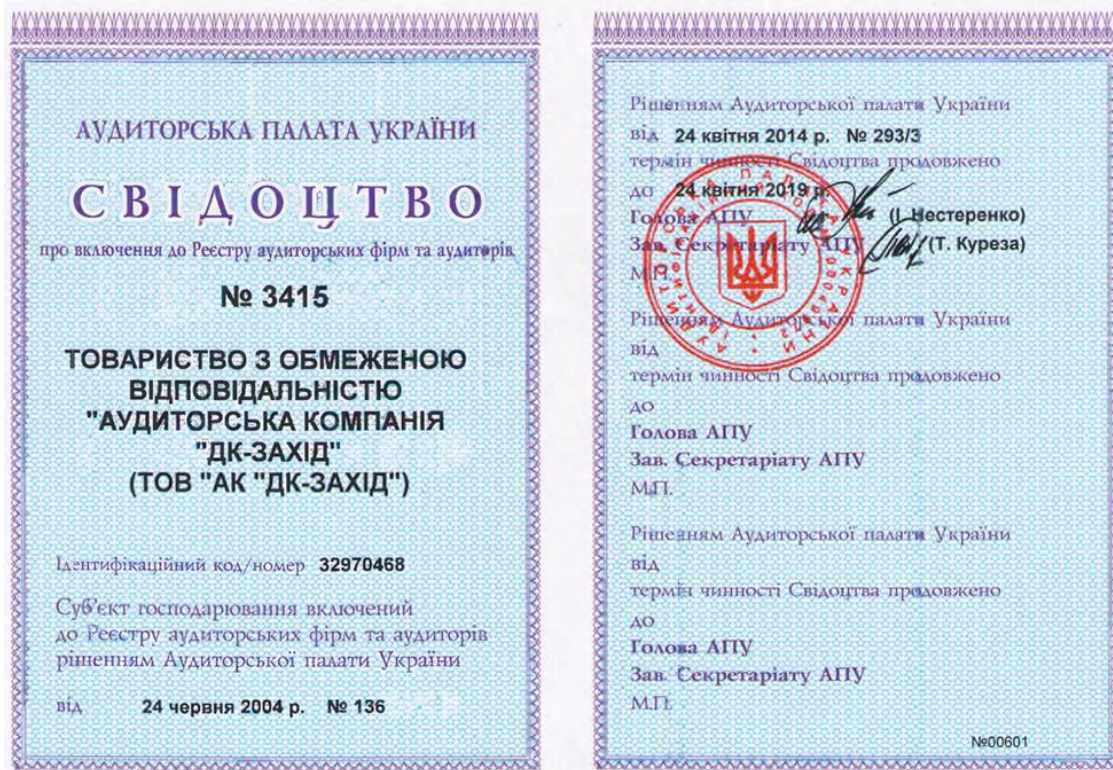 АУДИТОРСЬКА ПАЛАТА УКРАЇНИ
СВІДОЦТВО
про включення до Реєстру аудиторських фірм та аудиторів
№ 3415
ТОВАРИСТВО З ОБМЕЖЕНОЮ
ВІДПОВІДАЛЬНІСТЮ
"АУДИТОРСЬКА КОМПАНІЯ
"ДК-ЗАХІД"
(ТОВ "АК "ДК-ЗАХІД")
Ідентифікаційний код/номер 32970468
Суб'єкт господарювання включений
до Реєстру аудиторських фірм та аудиторів
рішенням Аудиторської палати України
від 24 червня 2004 р. № 136
Рішенням Аудиторської палати України
від 24 квітня 2014 р. № 293/3
термін чинності Свідоцтва продовжено
до 24 квітня 2019 р.
Голова АПУ (І. Нестеренко)
Зав. Секретаріату АПУ (Т. Куреза)
М.П.
АУДИТОРСЬКА ПАЛАТА УКРАЇНИ
Рішенням Аудиторської палати України
від
термін чинності Свідоцтва продовжено
до
Голова АПУ
Зав. Секретаріату АПУ
М.П.
Рішенням Аудиторської палати України
від
термін чинності Свідоцтва продовжено
до
Голова АПУ
Зав. Секретаріату АПУ
М.П.
№00601